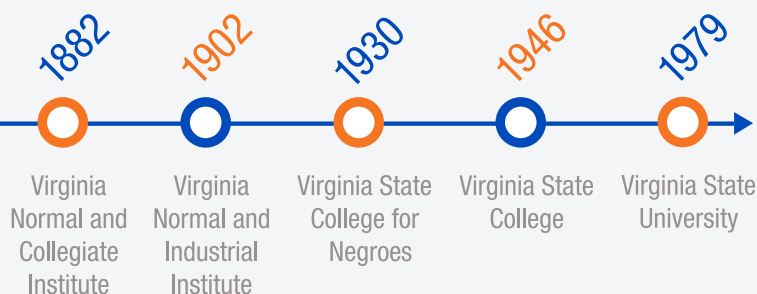 1882
1902
1930
1946
1979
Virginia
Normal and
Collegiate
Institute
Virginia
Normal and
Industrial
Institute
Virginia State
College for
Negroes
Virginia State
College
Virginia State
University